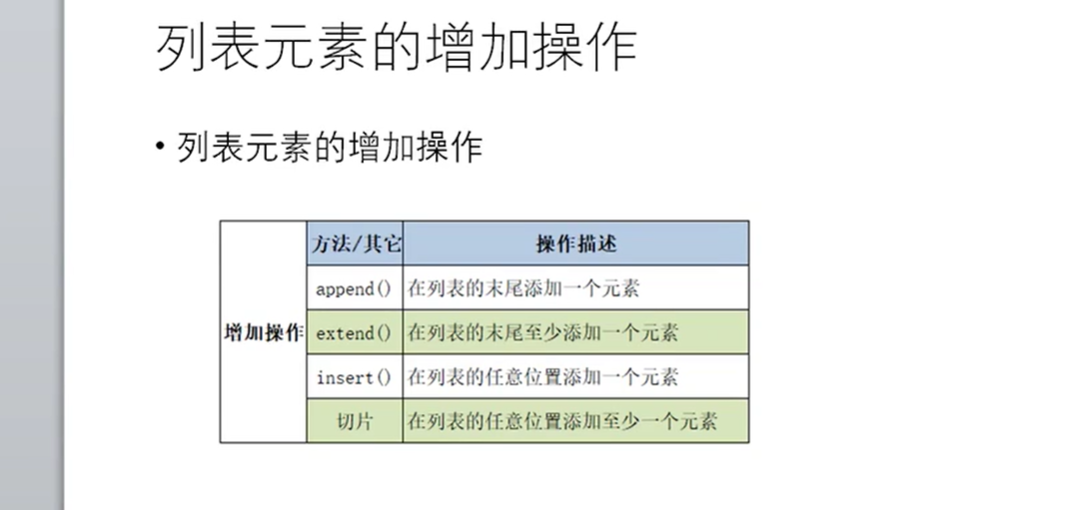 列表元素的增加操作
• 列表元素的增加操作
方法/其它 操作描述
append() 在列表的末尾添加一个元素
增加操作 extend() 在列表的末尾至少添加一个元素
insert() 在列表的任意位置添加一个元素
切片 在列表的任意位置添加至少一个元素